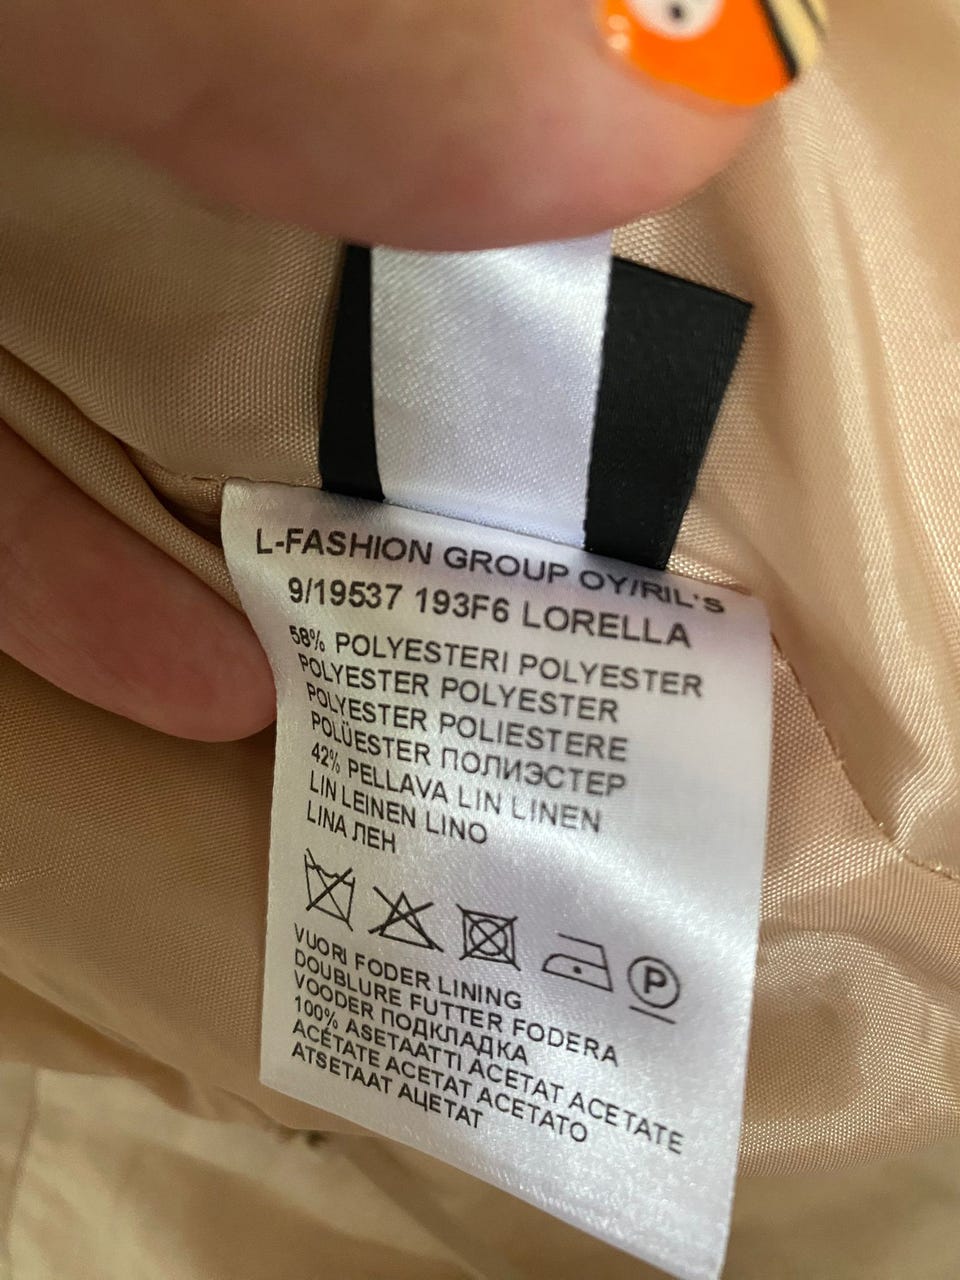 L-FASHION GROUP OY/RIL'S
9/19537 193F6 LORELLA
58% POLYESTERI POLYESTER
POLYESTER POLYESTER
POLYESTER POLIESTERE
POLÜESTER ПОЛИЭСТЕР
42% PELLAVA LIN LINEN
LIN LEINEN LINO
LINA ЛЕН
P
VUORI FODER LINING
DOUBLURE FUTTER FODERA
VOODER ПОДКЛАДКА
100% ASETAATTI ACETAT ACETATE
ACÉTATE ACETAT ACETATO
ATSETAAT АЦЕТАТ